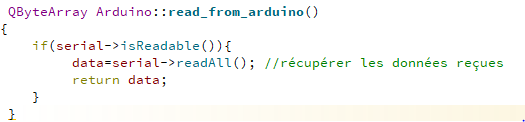 QByteArray Arduino::read_from_arduino()
{
if(serial->isReadable()){
data=serial->readAll(); //récupérer les données reçues
return data;
}
}
.